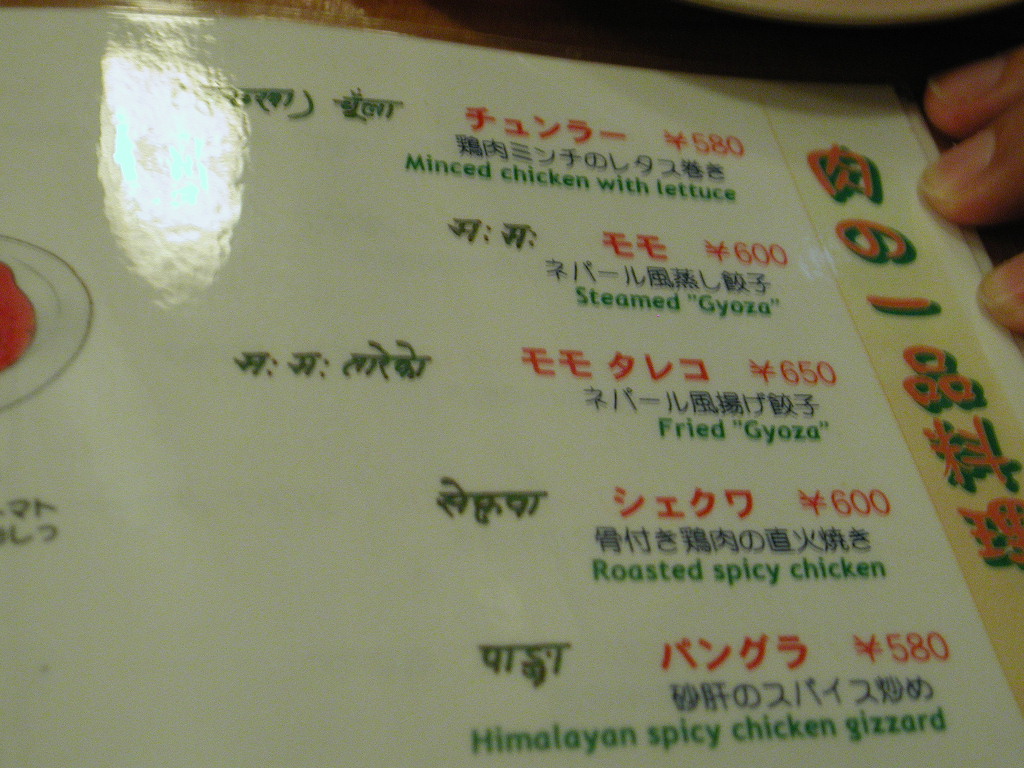 肉の一品料理
チュンラー ￥580
鶏肉ミンチのレタス巻き
Minced chicken with lettuce
मः मः モモ ￥600
ネパール風蒸し餃子
Steamed "Gyoza"
मः मः तारेको モモ タレコ ￥650
ネパール風揚げ餃子
Fried "Gyoza"
सेकुवा シェクワ ￥600
骨付き鶏肉の直火焼き
Roasted spicy chicken
पाङ्ग्रा パングラ ￥580
砂肝のスパイス炒め
Himalayan spicy chicken gizzard